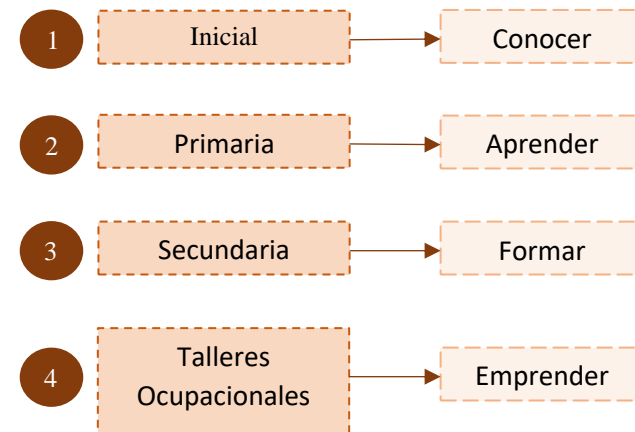 1 Inicial Conocer
2 Primaria Aprender
3 Secundaria Formar
4 Talleres Ocupacionales Emprender